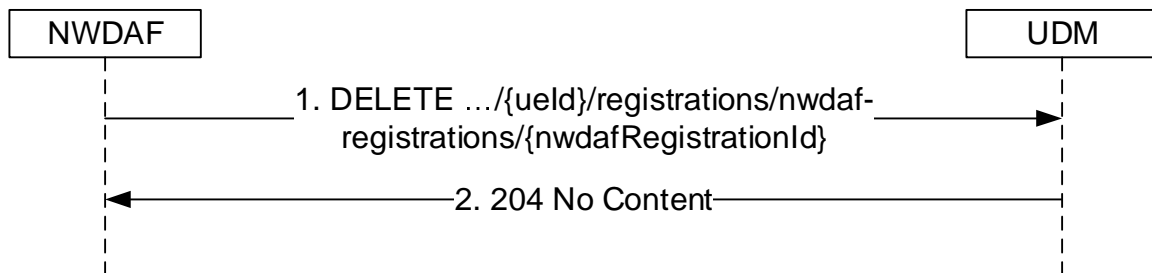 NWDAF
UDM
1. DELETE …/{ueId}/registrations/nwdaf-
registrations/{nwdafRegistrationId}
2. 204 No Content